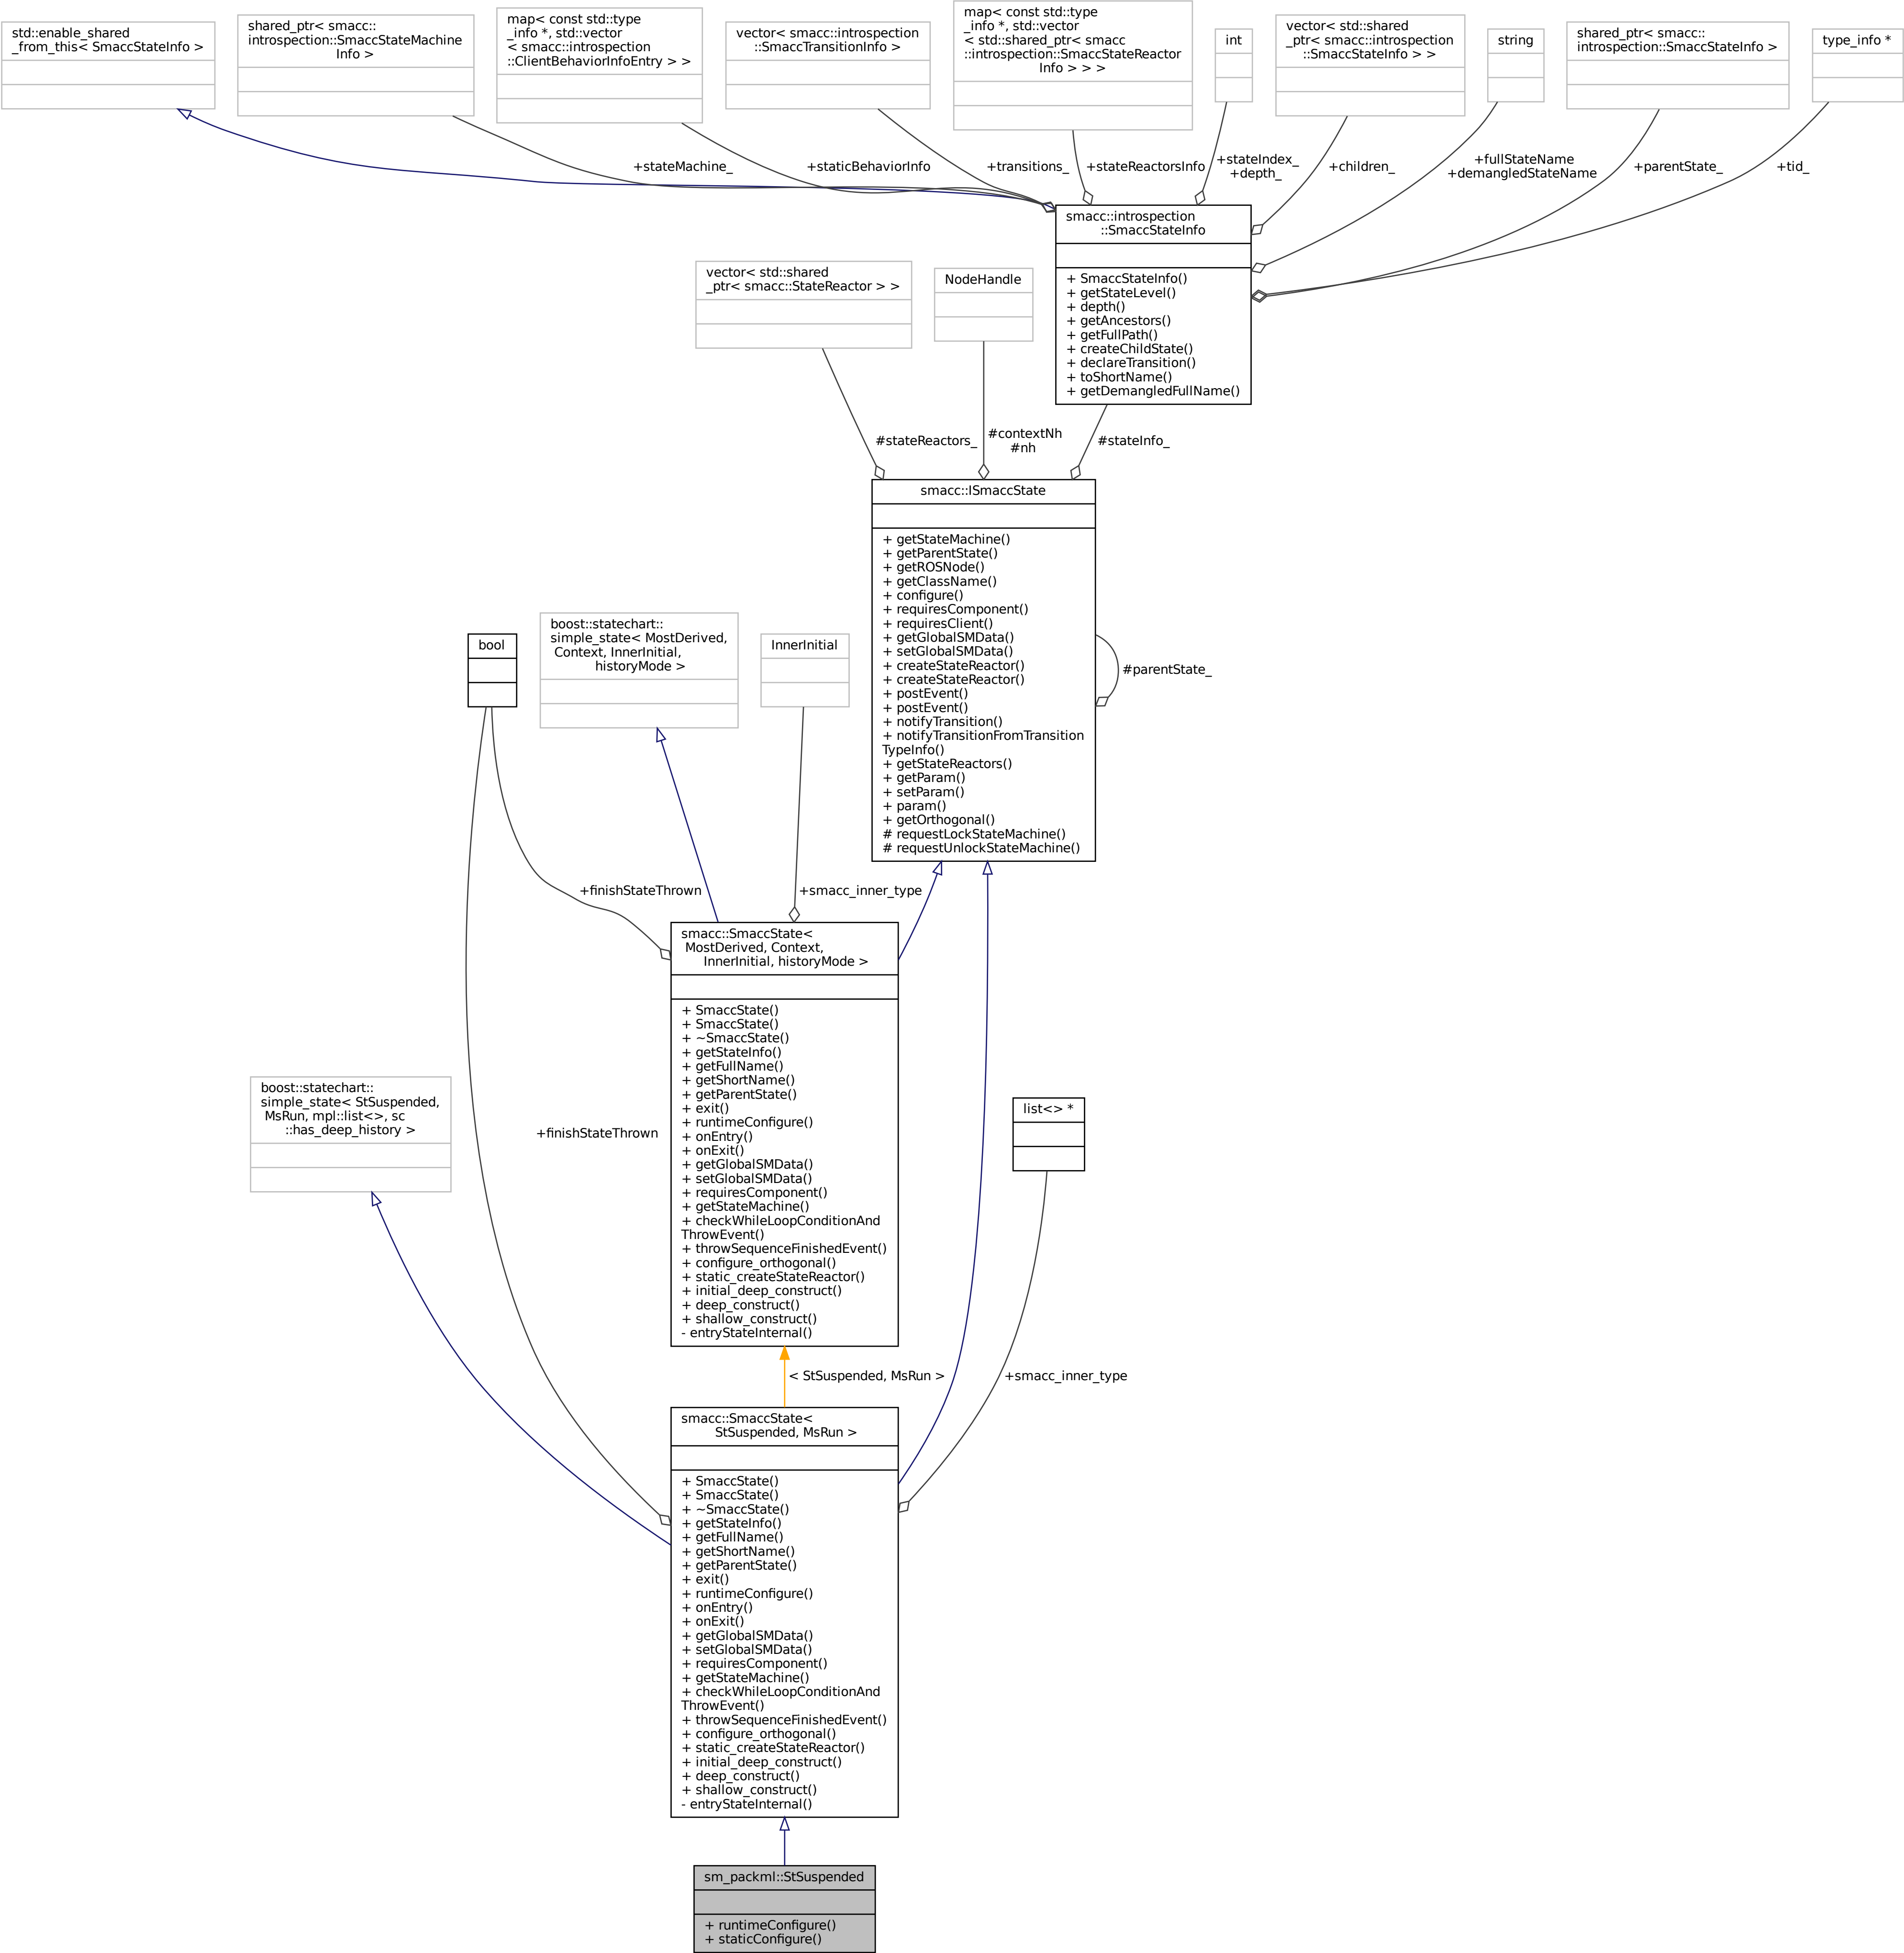 std::enable_shared
_from_this< SmaccStateInfo >
shared_ptr< smacc::
introspection::SmaccStateMachine
Info >
map< const std::type
_info *, std::vector
< smacc::introspection
::ClientBehaviorInfoEntry > >
vector< smacc::introspection
::SmaccTransitionInfo >
map< const std::type
_info *, std::vector
< std::shared_ptr< smacc
::introspection::SmaccStateReactor
Info > > >
int
vector< std::shared
_ptr< smacc::introspection
::SmaccStateInfo > >
string
shared_ptr< smacc::
introspection::SmaccStateInfo >
type_info *
+stateMachine_
+staticBehaviorInfo
+transitions_
+stateReactorsInfo
+stateIndex_
+depth_
+children_
+fullStateName
+demangledStateName
+parentState_
+tid_
smacc::introspection
::SmaccStateInfo
+ SmaccStateInfo()
+ getStateLevel()
+ depth()
+ getAncestors()
+ getFullPath()
+ createChildState()
+ declareTransition()
+ toShortName()
+ getDemangledFullName()
vector< std::shared
_ptr< smacc::StateReactor > >
NodeHandle
#stateReactors_
#contextNh
#nh
#stateInfo_
smacc::ISmaccState
+ getStateMachine()
+ getParentState()
+ getROSNode()
+ getClassName()
+ configure()
+ requiresComponent()
+ requiresClient()
+ getGlobalSMData()
+ setGlobalSMData()
+ createStateReactor()
+ createStateReactor()
+ postEvent()
+ postEvent()
+ notifyTransition()
+ notifyTransitionFromTransition
TypeInfo()
+ getStateReactors()
+ getParam()
+ setParam()
+ param()
+ getOrthogonal()
# requestLockStateMachine()
# requestUnlockStateMachine()
#parentState_
bool
boost::statechart::
simple_state< MostDerived,
Context, InnerInitial,
historyMode >
InnerInitial
+finishStateThrown
+smacc_inner_type
smacc::SmaccState<
MostDerived, Context,
InnerInitial, historyMode >
+ SmaccState()
+ SmaccState()
+ ~SmaccState()
+ getStateInfo()
+ getFullName()
+ getShortName()
+ getParentState()
+ exit()
+ runtimeConfigure()
+ onEntry()
+ onExit()
+ getGlobalSMData()
+ setGlobalSMData()
+ requiresComponent()
+ getStateMachine()
+ checkWhileLoopConditionAnd
ThrowEvent()
+ throwSequenceFinishedEvent()
+ configure_orthogonal()
+ static_createStateReactor()
+ initial_deep_construct()
+ deep_construct()
+ shallow_construct()
- entryStateInternal()
boost::statechart::
simple_state< StSuspended,
MsRun, mpl::list<>, sc
::has_deep_history >
+finishStateThrown
list<> *
< StSuspended, MsRun >
+smacc_inner_type
smacc::SmaccState<
StSuspended, MsRun >
+ SmaccState()
+ SmaccState()
+ ~SmaccState()
+ getStateInfo()
+ getFullName()
+ getShortName()
+ getParentState()
+ exit()
+ runtimeConfigure()
+ onEntry()
+ onExit()
+ getGlobalSMData()
+ setGlobalSMData()
+ requiresComponent()
+ getStateMachine()
+ checkWhileLoopConditionAnd
ThrowEvent()
+ throwSequenceFinishedEvent()
+ configure_orthogonal()
+ static_createStateReactor()
+ initial_deep_construct()
+ deep_construct()
+ shallow_construct()
- entryStateInternal()
sm_packml::StSuspended
+ runtimeConfigure()
+ staticConfigure()